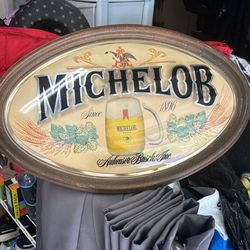 MICHELOB
Since 1896
MICHELOB
Anheuser-Busch, Inc.